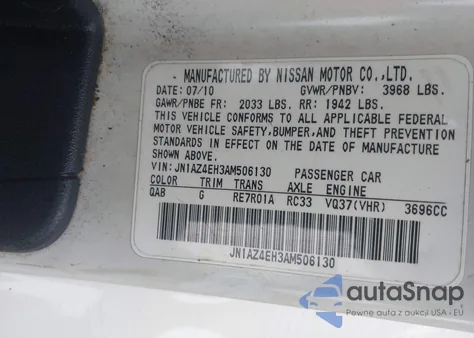 MANUFACTURED BY NISSAN MOTOR CO.,LTD.
DATE: 07/10 GVWR/PNBV: 3968 LBS.
GAWR/PNBE FR: 2033 LBS. RR: 1942 LBS.
THIS VEHICLE CONFORMS TO ALL APPLICABLE FEDERAL
MOTOR VEHICLE SAFETY,BUMPER,AND THEFT PREVENTION
STANDARDS IN EFFECT ON THE DATE OF MANUFACTURE
SHOWN ABOVE.
VIN: JN1AZ4EH3AM506130 PASSENGER CAR
COLOR TRIM TRANS AXLE ENGINE
QAB G RE7R01A RC33 VQ37(VHR) 3696CC
JN1AZ4EH3AM506130
autoSnap
Pewne auta z aukcji USA i EU